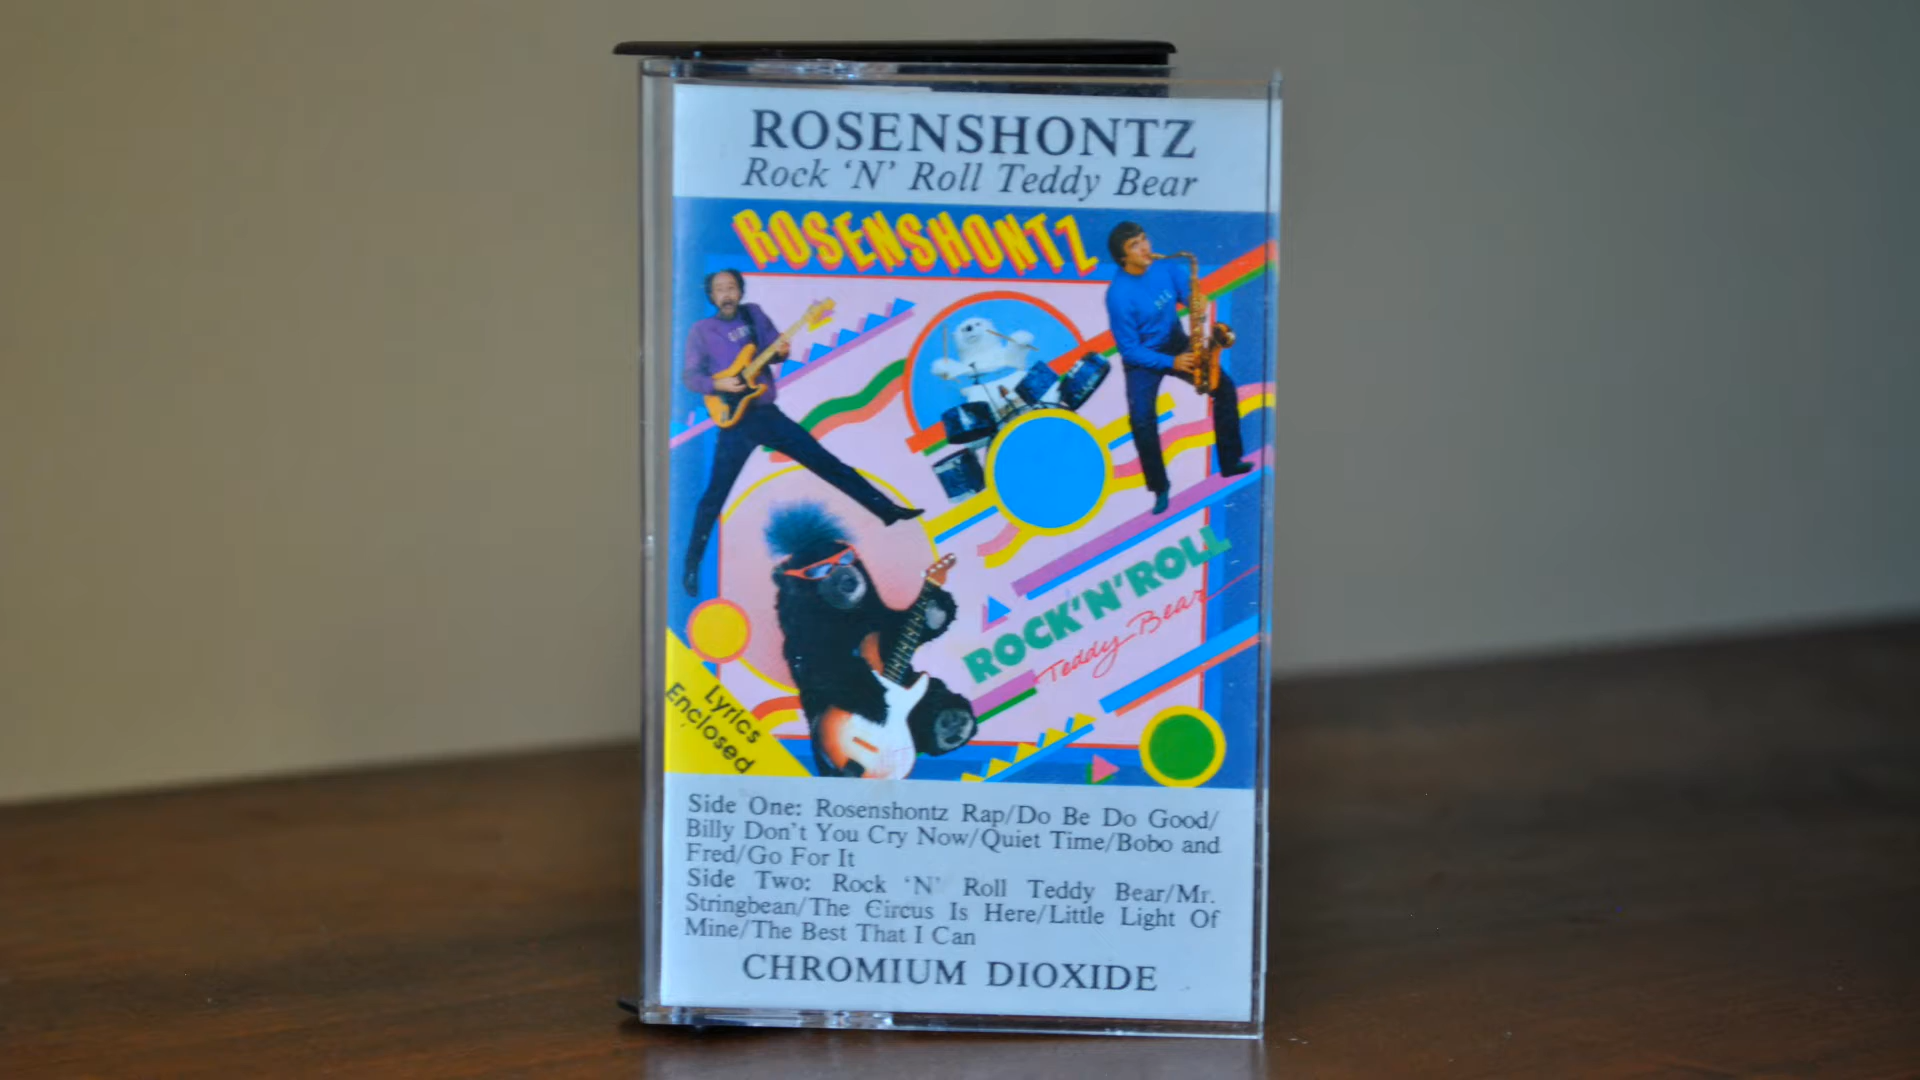 ROSENSHONTZ
Rock ‘N’ Roll Teddy Bear
ROSENSHONTZ
ROCK'N'ROLL
Teddy Bear
Lyrics
Enclosed
Side One: Rosenshontz Rap/Do Be Do Good/
Billy Don't You Cry Now/Quiet Time/Bobo and
Fred/Go For It
Side Two: Rock ‘N’ Roll Teddy Bear/Mr.
Stringbean/The Circus Is Here/Little Light Of
Mine/The Best That I Can
CHROMIUM DIOXIDE